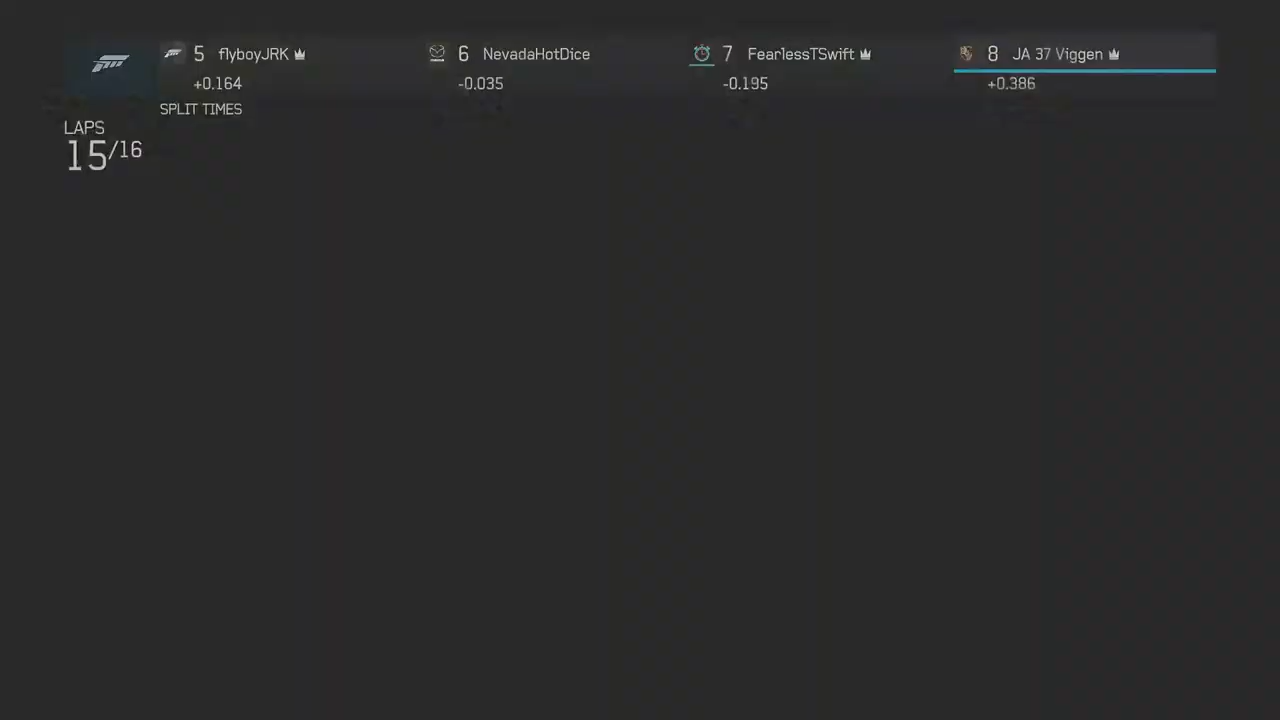 5 flyboyJRK 6 NevadaHotDice 7 FearlessTSwift 8 JA 37 Viggen
+0.164 -0.035 -0.195 +0.386
SPLIT TIMES
LAPS
15/16